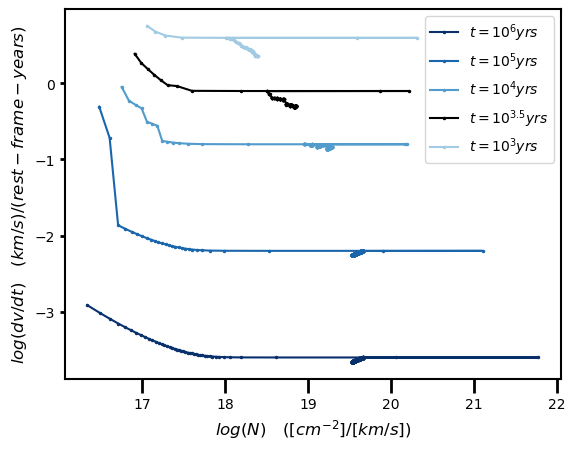 t = 10^6 yrs
t = 10^5 yrs
t = 10^4 yrs
t = 10^3.5 yrs
t = 10^3 yrs
0
−1
−2
−3
log(dv/dt) (km/s)/(rest − frame − years)
17 18 19 20 21 22
log(N) ([cm^−2]/[km/s])